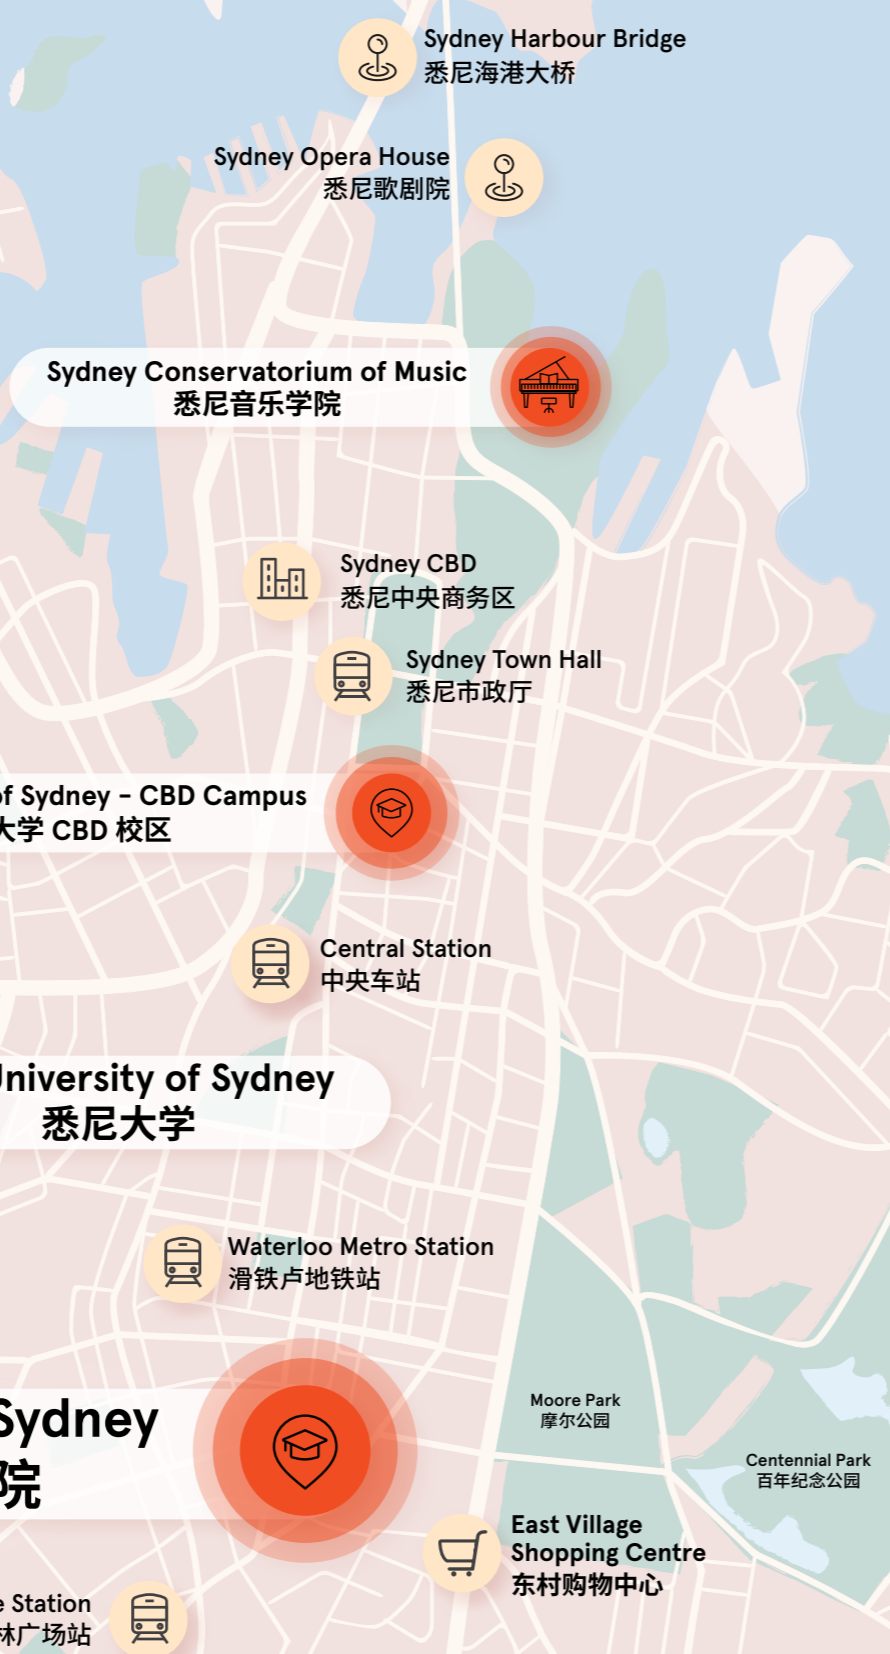 Sydney Harbour Bridge
悉尼海港大桥
Sydney Opera House
悉尼歌剧院
Sydney Conservatorium of Music
悉尼音乐学院
Sydney CBD
悉尼中央商务区
Sydney Town Hall
悉尼市政厅
of Sydney - CBD Campus
大学 CBD 校区
Central Station
中央车站
University of Sydney
悉尼大学
Waterloo Metro Station
滑铁卢地铁站
Sydney
院
Moore Park
摩尔公园
Centennial Park
百年纪念公园
East Village
Shopping Centre
东村购物中心
e Station
林广场站